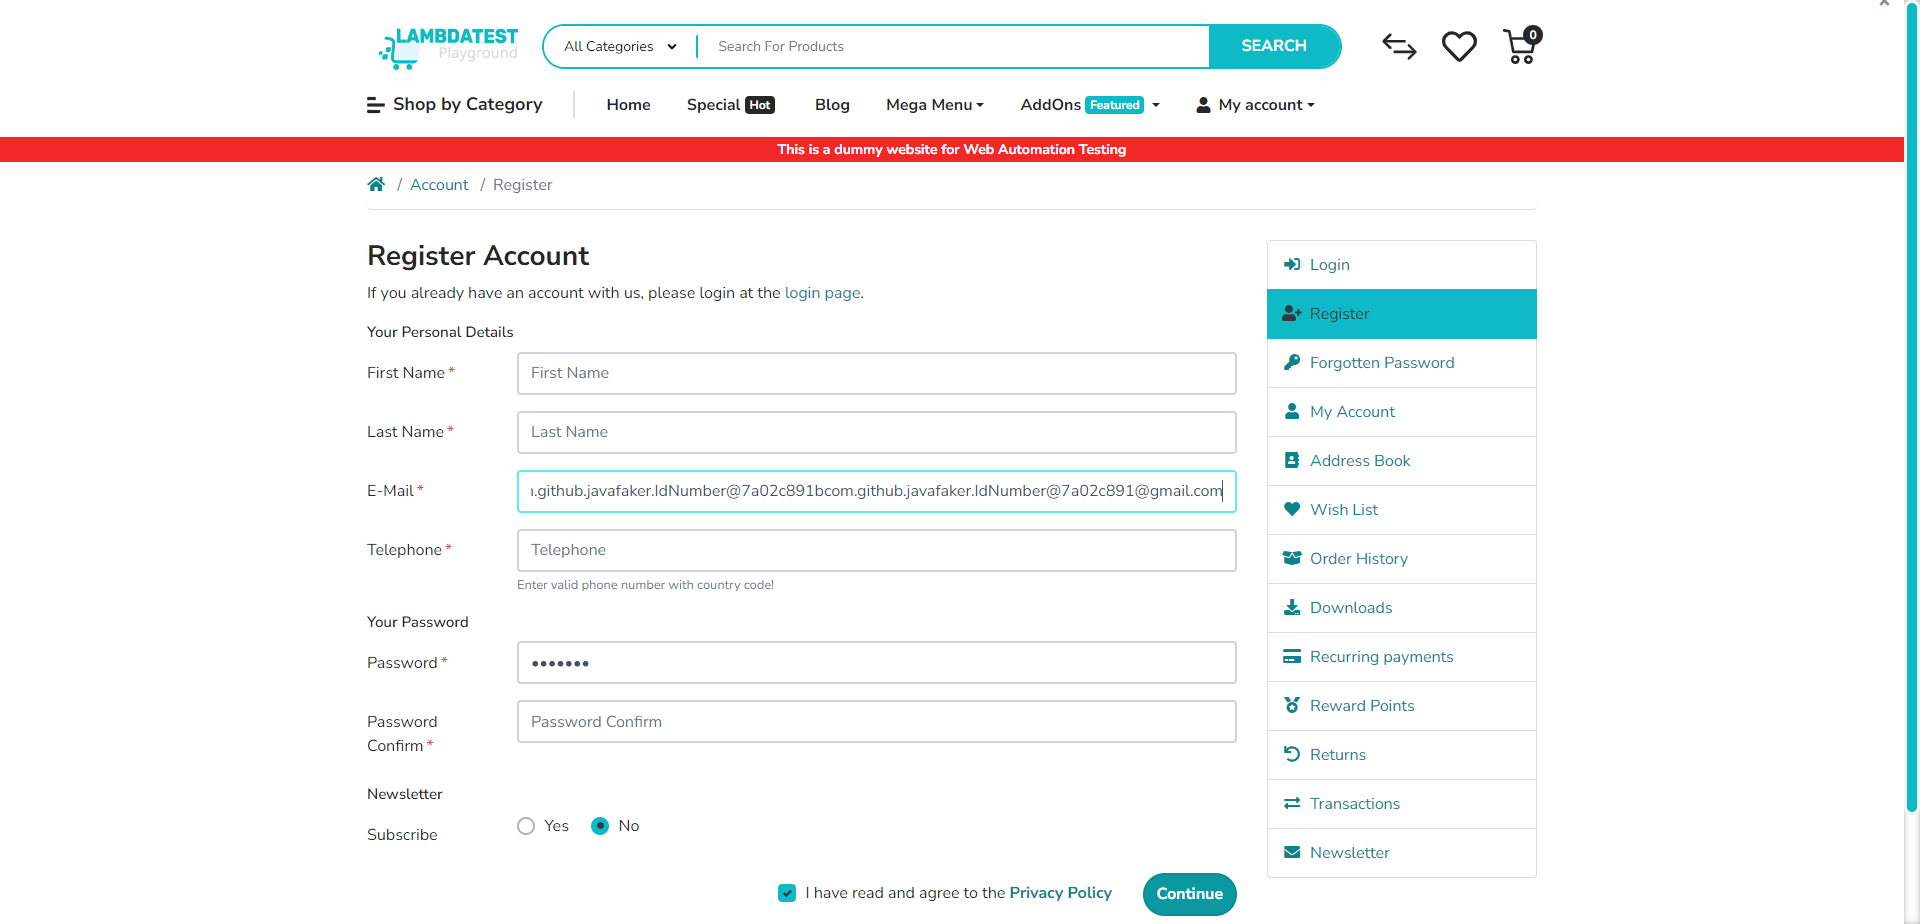 LAMBDATEST
Playground
All Categories
Search For Products
SEARCH
0
Shop by Category
Home
Special Hot
Blog
Mega Menu
AddOns Featured
My account
This is a dummy website for Web Automation Testing
/ Account / Register
Register Account
If you already have an account with us, please login at the login page.
Your Personal Details
First Name *
First Name
Last Name *
Last Name
E-Mail *
.github.javafaker.IdNumber@7a02c891bcom.github.javafaker.IdNumber@7a02c891@gmail.com
Telephone *
Telephone
Enter valid phone number with country code!
Your Password
Password *
•••••••
Password
Confirm *
Password Confirm
Newsletter
Subscribe
Yes
No
I have read and agree to the Privacy Policy
Continue
Login
Register
Forgotten Password
My Account
Address Book
Wish List
Order History
Downloads
Recurring payments
Reward Points
Returns
Transactions
Newsletter